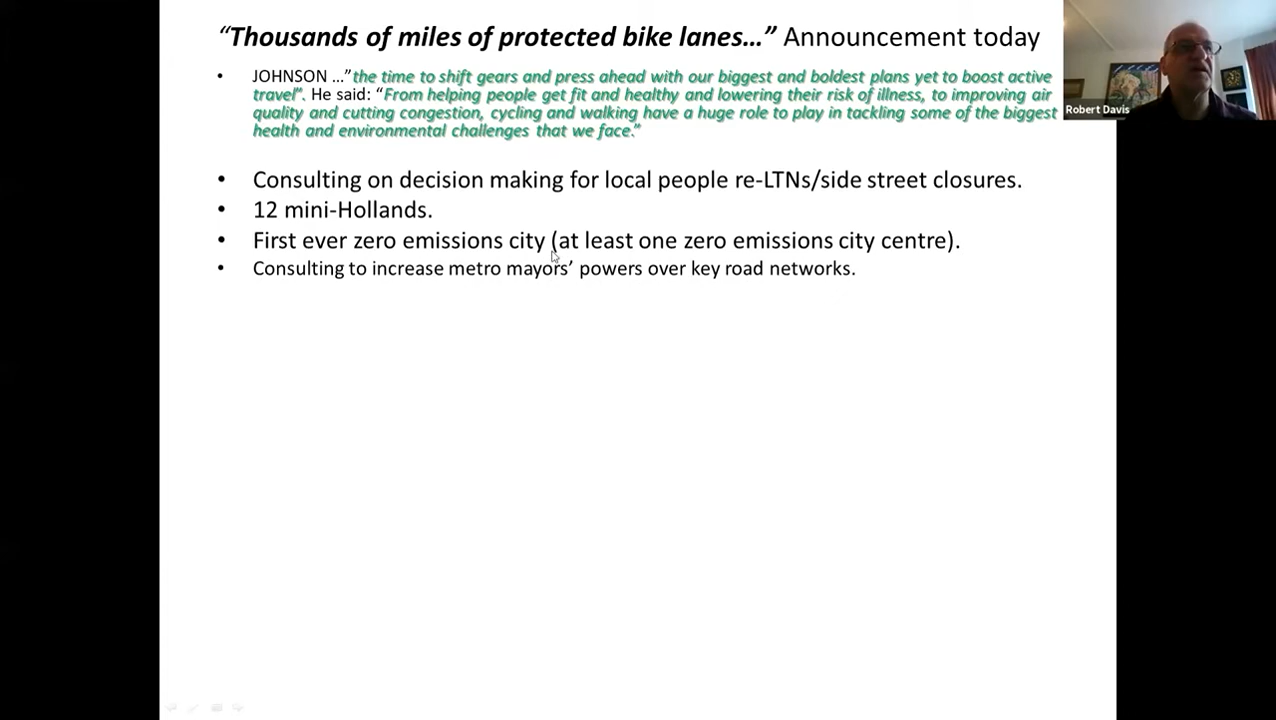 “Thousands of miles of protected bike lanes…” Announcement today
• JOHNSON …”the time to shift gears and press ahead with our biggest and boldest plans yet to boost active
travel”. He said: “From helping people get fit and healthy and lowering their risk of illness, to improving air
quality and cutting congestion, cycling and walking have a huge role to play in tackling some of the biggest
health and environmental challenges that we face.”
• Consulting on decision making for local people re-LTNs/side street closures.
• 12 mini-Hollands.
• First ever zero emissions city (at least one zero emissions city centre).
• Consulting to increase metro mayors’ powers over key road networks.
Robert Davis